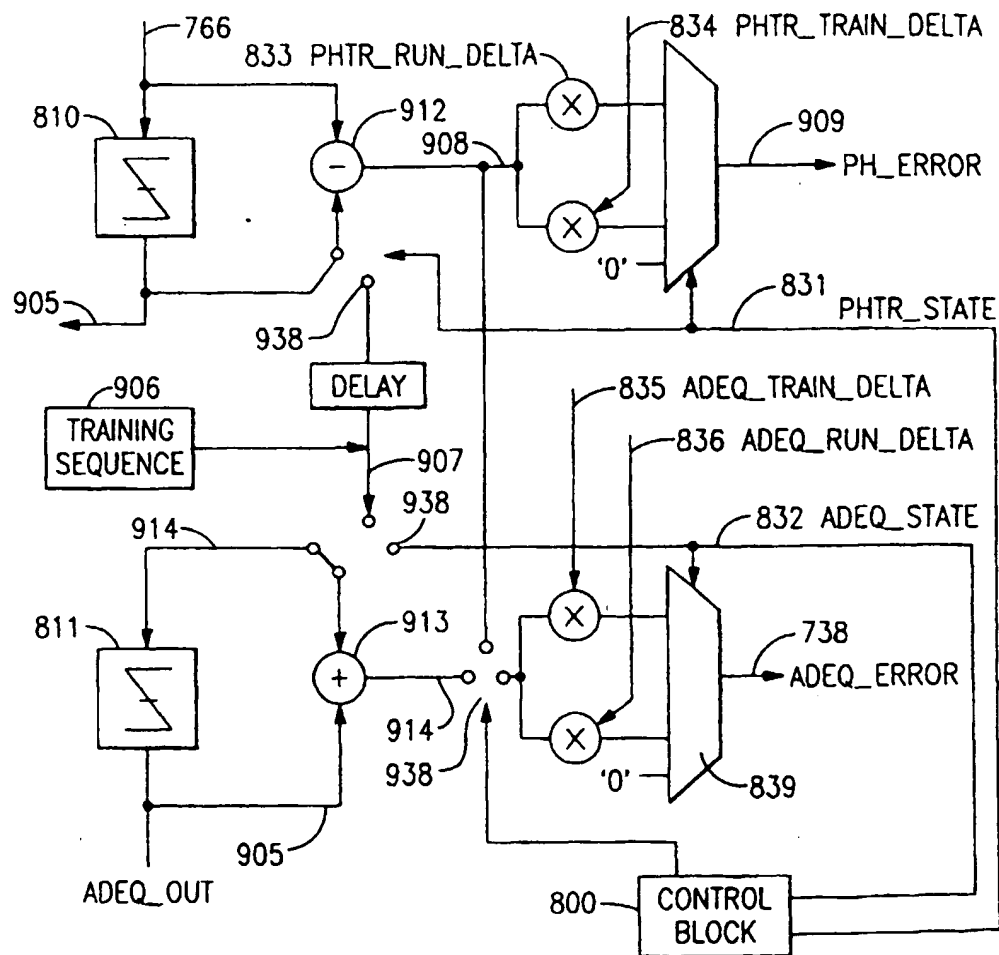 766
834 PHTR_TRAIN_DELTA
833 PHTR_RUN_DELTA
810
912
908
909
X
−
PH_ERROR
X
'0'
905
831
938
PHTR_STATE
DELAY
906
835 ADEQ_TRAIN_DELTA
TRAINING
SEQUENCE
836 ADEQ_RUN_DELTA
907
938
914
832 ADEQ_STATE
811
913
X
738
+
ADEQ_ERROR
914
X
938
'0'
839
905
ADEQ_OUT
800
CONTROL
BLOCK